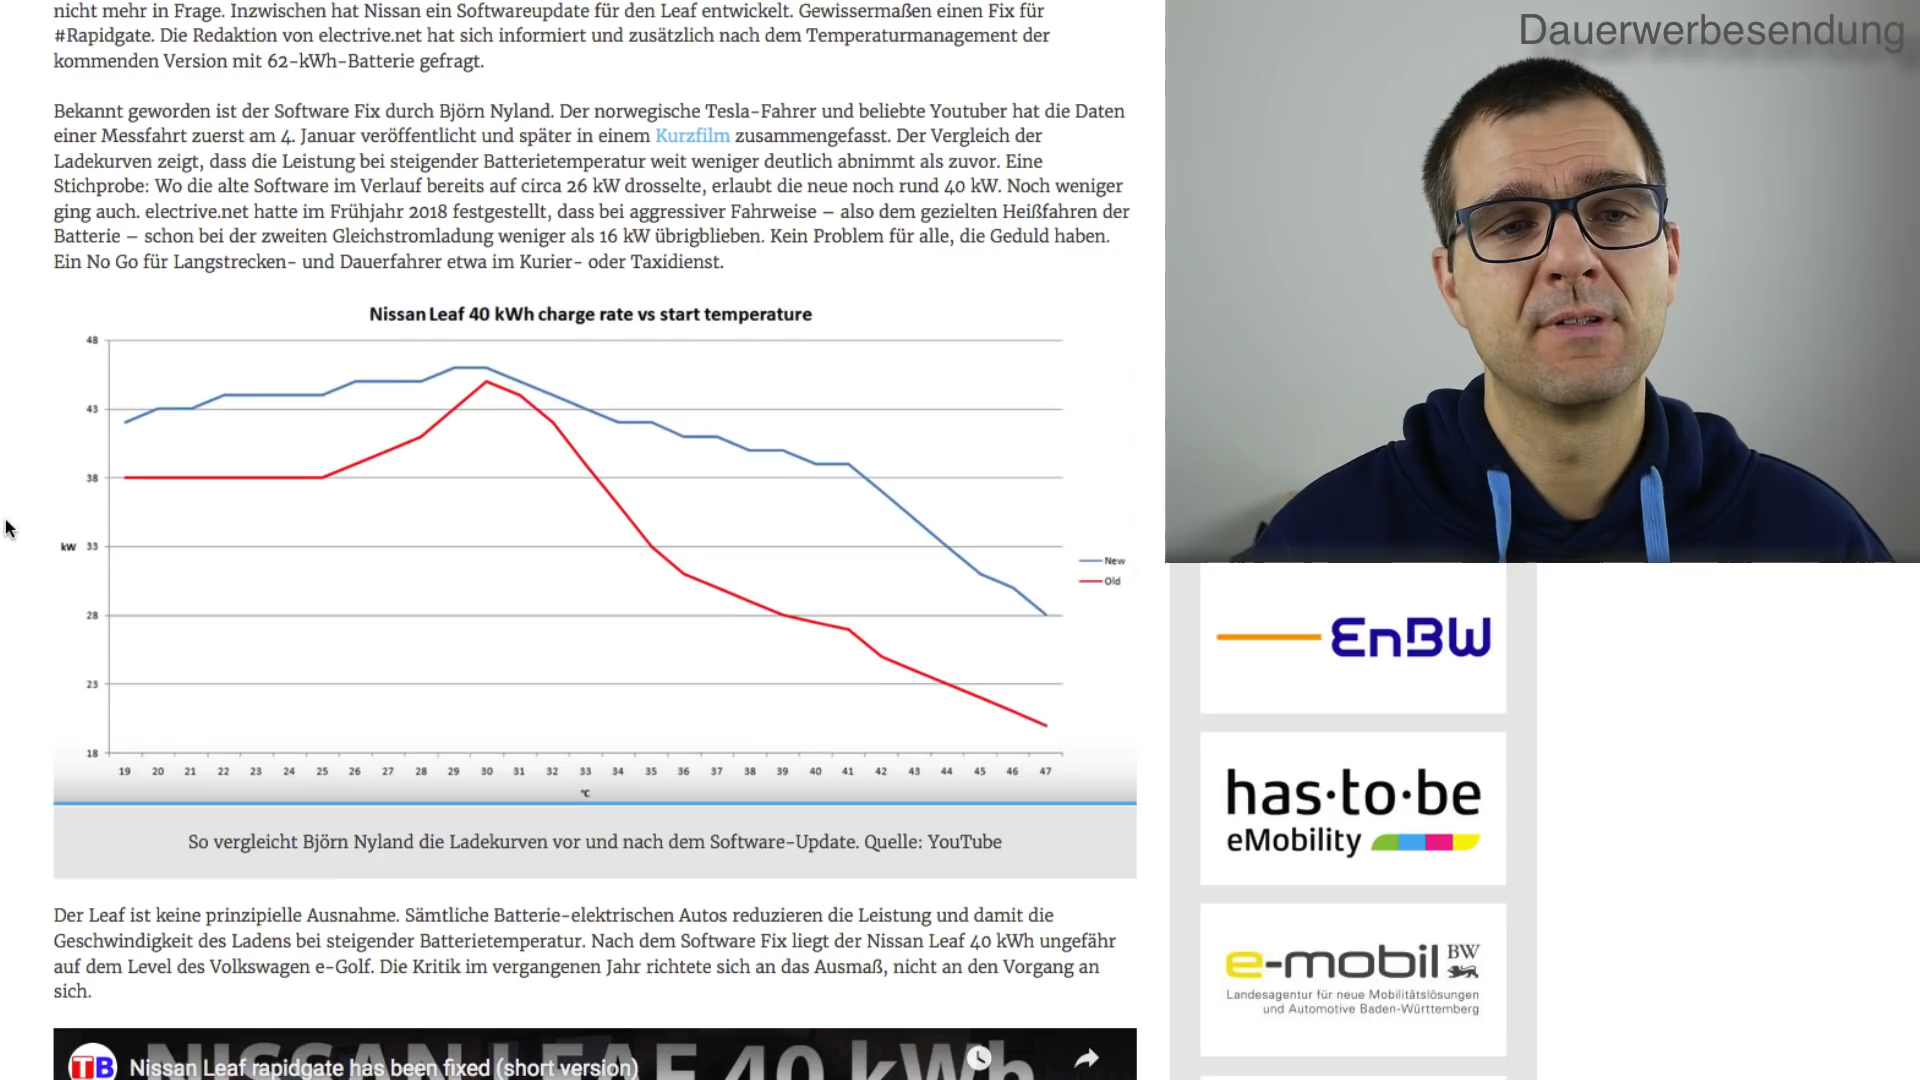 nicht mehr in Frage. Inzwischen hat Nissan ein Softwareupdate für den Leaf entwickelt. Gewissermaßen einen Fix für
#Rapidgate. Die Redaktion von electrive.net hat sich informiert und zusätzlich nach dem Temperaturmanagement der
kommenden Version mit 62-kWh-Batterie gefragt.
Bekannt geworden ist der Software Fix durch Björn Nyland. Der norwegische Tesla-Fahrer und beliebte Youtuber hat die Daten
einer Messfahrt zuerst am 4. Januar veröffentlicht und später in einem Kurzfilm zusammengefasst. Der Vergleich der
Ladekurven zeigt, dass die Leistung bei steigender Batterietemperatur weit weniger deutlich abnimmt als zuvor. Eine
Stichprobe: Wo die alte Software im Verlauf bereits auf circa 26 kW drosselte, erlaubt die neue noch rund 40 kW. Noch weniger
ging auch. electrive.net hatte im Frühjahr 2018 festgestellt, dass bei aggressiver Fahrweise – also dem gezielten Heißfahren der
Batterie – schon bei der zweiten Gleichstromladung weniger als 16 kW übrigblieben. Kein Problem für alle, die Geduld haben.
Ein No Go für Langstrecken- und Dauerfahrer etwa im Kurier- oder Taxidienst.
Nissan Leaf 40 kWh charge rate vs start temperature
48
43
38
kW 33
28
23
18
19 20 21 22 23 24 25 26 27 28 29 30 31 32 33 34 35 36 37 38 39 40 41 42 43 44 45 46 47
°C
New
Old
So vergleicht Björn Nyland die Ladekurven vor und nach dem Software-Update. Quelle: YouTube
Der Leaf ist keine prinzipielle Ausnahme. Sämtliche Batterie-elektrischen Autos reduzieren die Leistung und damit die
Geschwindigkeit des Ladens bei steigender Batterietemperatur. Nach dem Software Fix liegt der Nissan Leaf 40 kWh ungefähr
auf dem Level des Volkswagen e-Golf. Die Kritik im vergangenen Jahr richtete sich an das Ausmaß, nicht an den Vorgang an
sich.
TB Nissan Leaf rapidgate has been fixed (short version)
NISSAN LEAF 40 kWh
Dauerwerbesendung
EnBW
has·to·be
eMobility
e-mobil BW
Landesagentur für neue Mobilitätslösungen
und Automotive Baden-Württemberg